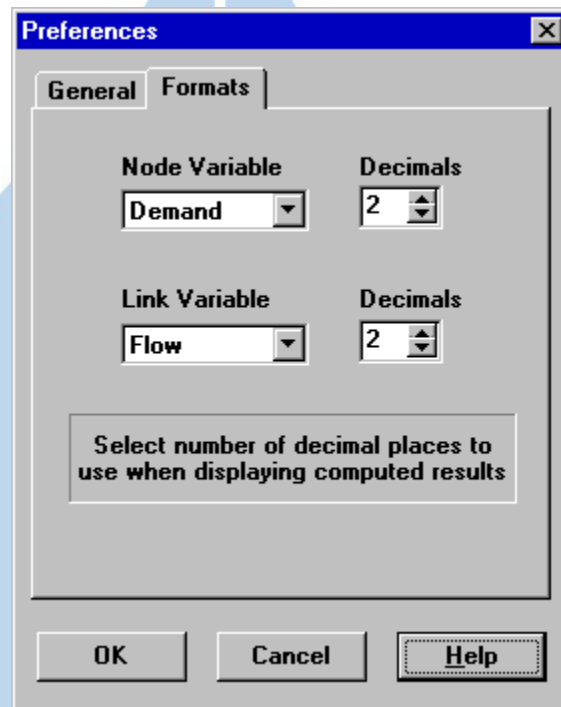 Preferences
General Formats
Node Variable Decimals
Demand 2
Link Variable Decimals
Flow 2
Select number of decimal places to
use when displaying computed results
OK Cancel Help